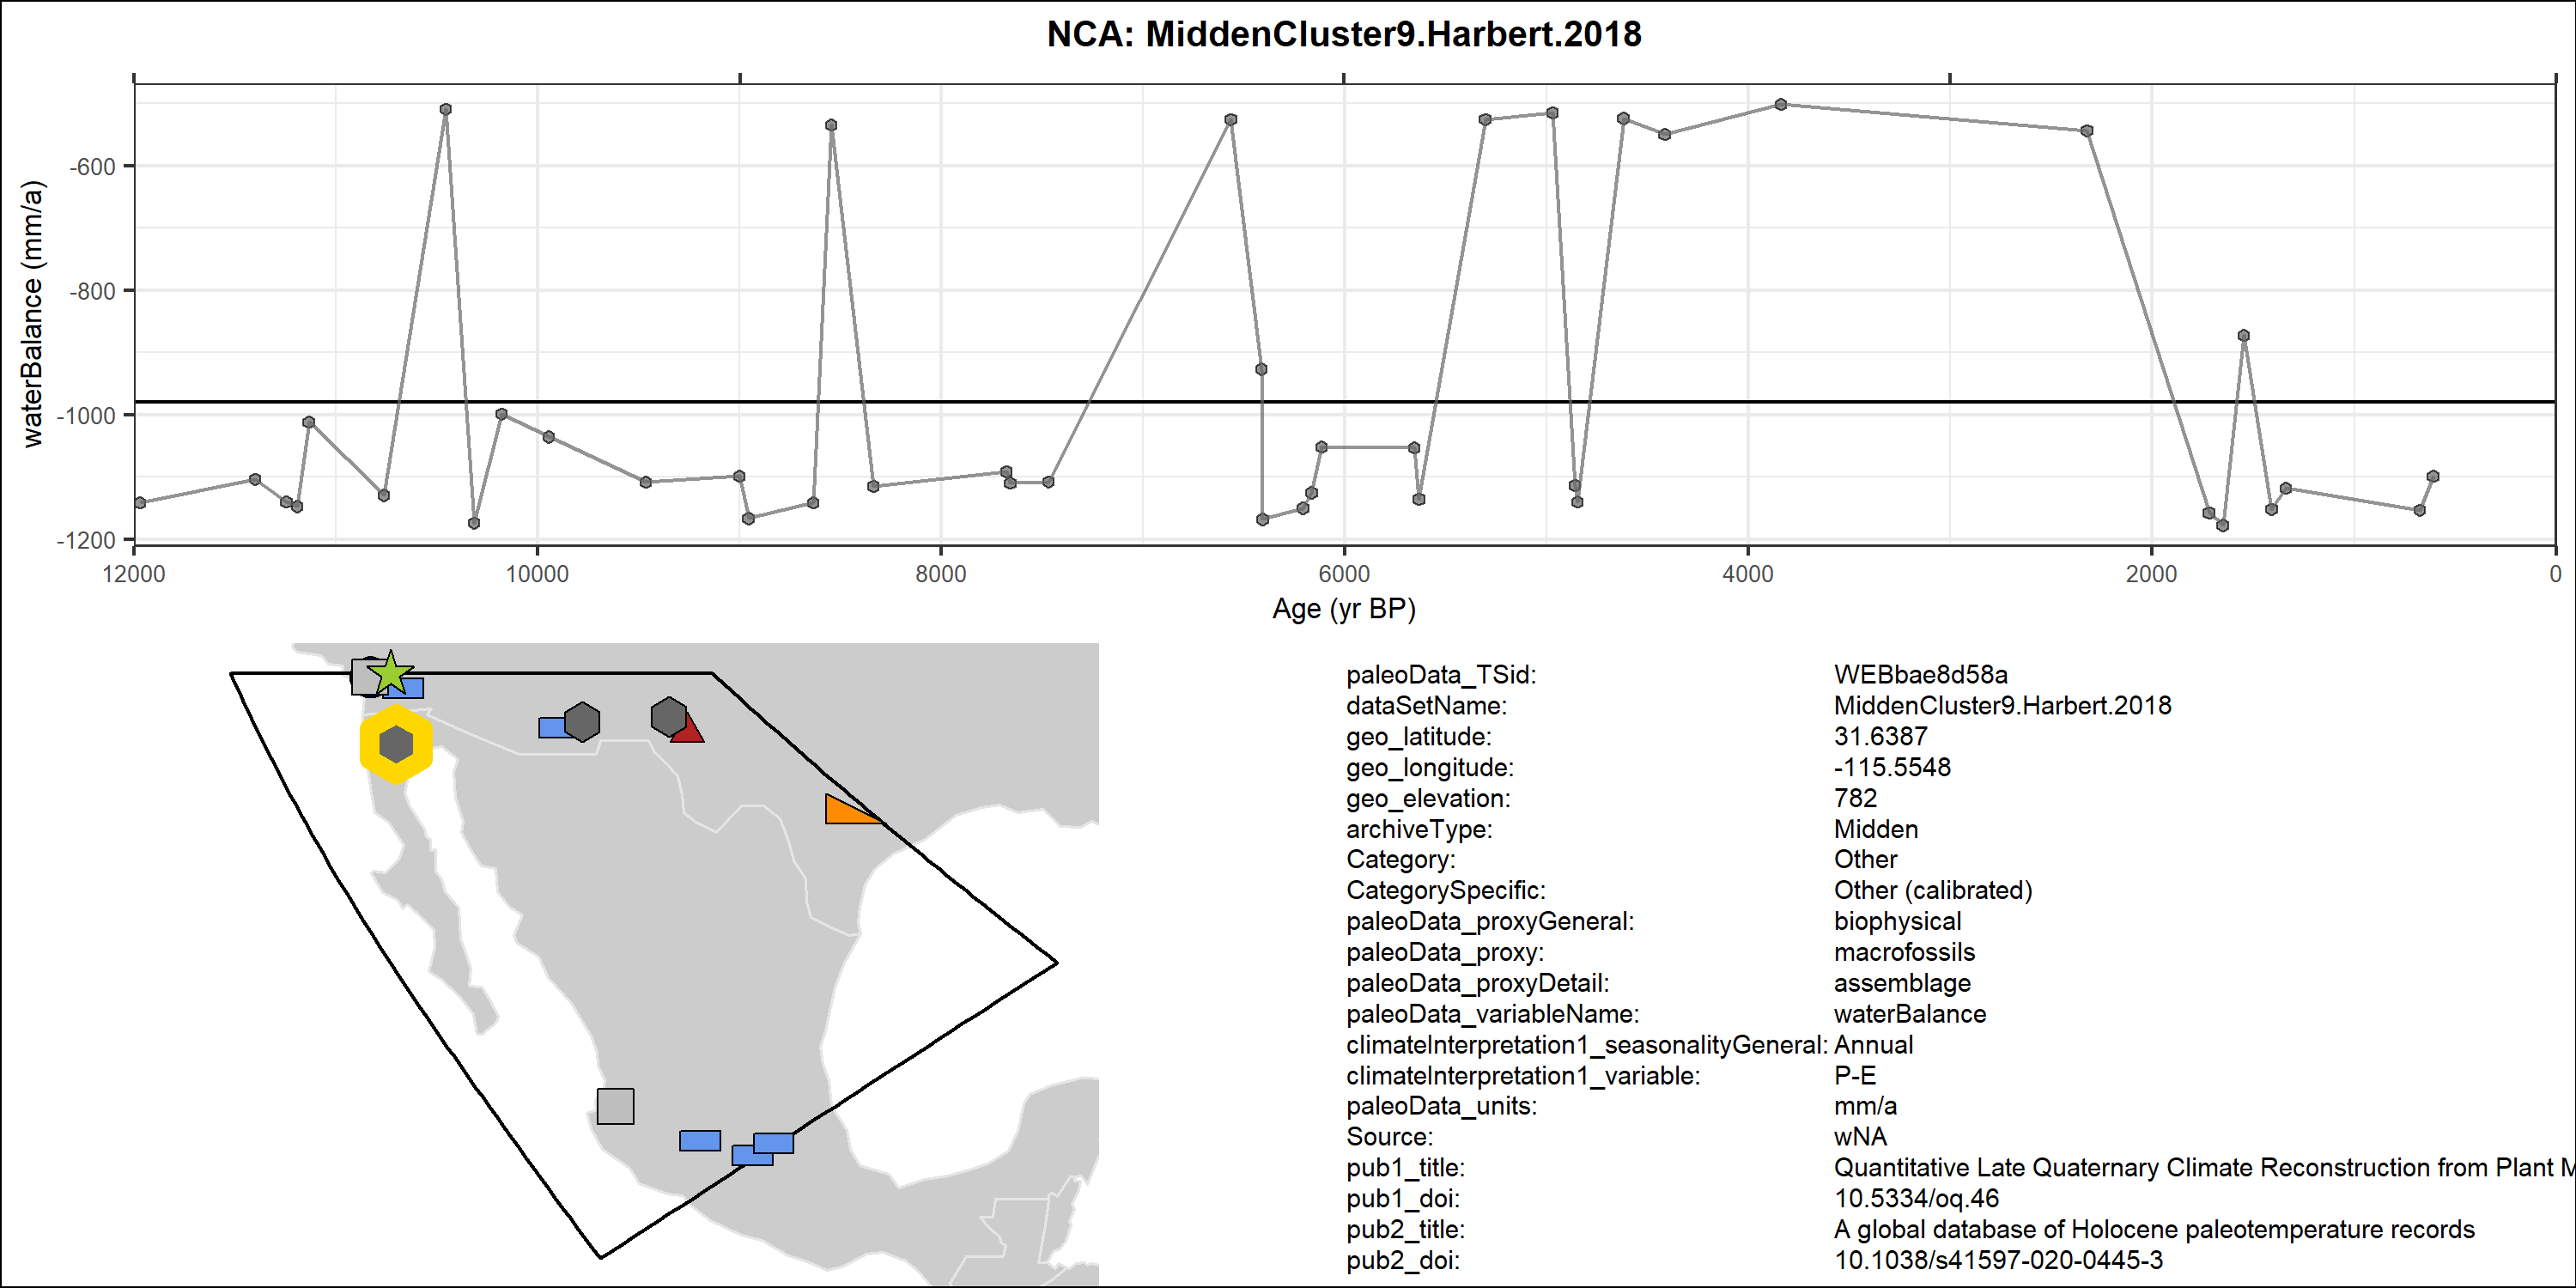 NCA: MiddenCluster9.Harbert.2018
waterBalance (mm/a)
-600
-800
-1000
-1200
12000 10000 8000 6000 4000 2000 0
Age (yr BP)
paleoData_TSid: WEBbae8d58a
dataSetName: MiddenCluster9.Harbert.2018
geo_latitude: 31.6387
geo_longitude: -115.5548
geo_elevation: 782
archiveType: Midden
Category: Other
CategorySpecific: Other (calibrated)
paleoData_proxyGeneral: biophysical
paleoData_proxy: macrofossils
paleoData_proxyDetail: assemblage
paleoData_variableName: waterBalance
climateInterpretation1_seasonalityGeneral: Annual
climateInterpretation1_variable: P-E
paleoData_units: mm/a
Source: wNA
pub1_title: Quantitative Late Quaternary Climate Reconstruction from Plant M
pub1_doi: 10.5334/oq.46
pub2_title: A global database of Holocene paleotemperature records
pub2_doi: 10.1038/s41597-020-0445-3